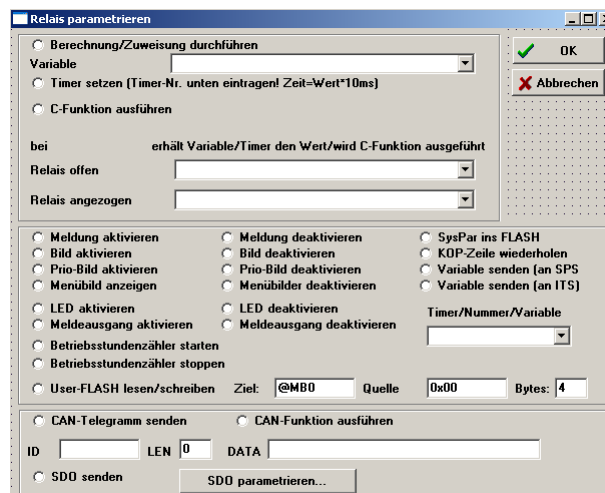 Relais parametrieren
Berechnung/Zuweisung durchführen
OK
Variable
Timer setzen (Timer-Nr. unten eintragen! Zeit=Wert*10ms)
Abbrechen
C-Funktion ausführen
bei erhält Variable/Timer den Wert/wird C-Funktion ausgeführt
Relais offen
Relais angezogen
Meldung aktivieren Meldung deaktivieren SysPar ins FLASH
Bild aktivieren Bild deaktivieren KOP-Zeile wiederholen
Prio-Bild aktivieren Prio-Bild deaktivieren Variable senden (an SPS
Menübild anzeigen Menübilder deaktivieren Variable senden (an ITS)
LED aktivieren LED deaktivieren Timer/Nummer/Variable
Meldeausgang aktivieren Meldeausgang deaktivieren
Betriebsstundenzähler starten
Betriebsstundenzähler stoppen
User-FLASH lesen/schreiben Ziel: @MB0 Quelle 0x00 Bytes: 4
CAN-Telegramm senden CAN-Funktion ausführen
ID LEN 0 DATA
SDO senden SDO parametrieren...